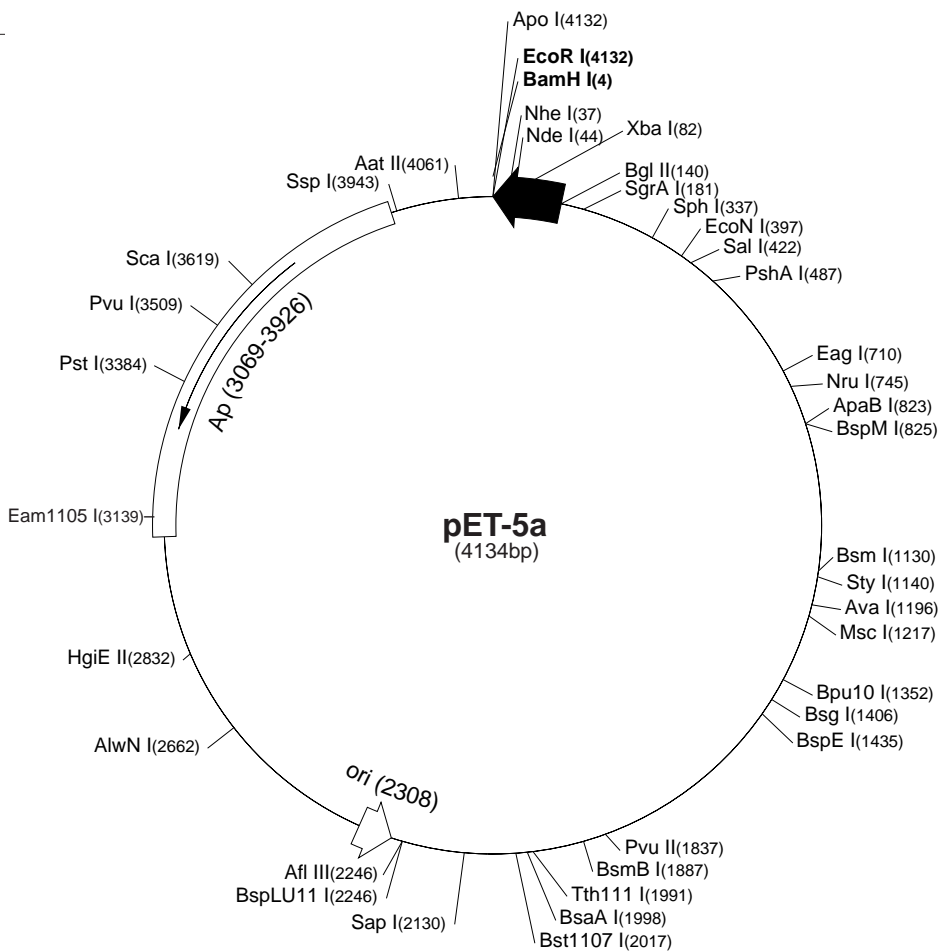 Apo I(4132)
EcoR I(4132)
BamH I(4)
Nhe I(37)
Nde I(44)
Xba I(82)
Bgl II(140)
SgrA I(181)
Sph I(337)
EcoN I(397)
Sal I(422)
PshA I(487)
Eag I(710)
Nru I(745)
ApaB I(823)
BspM I(825)
Bsm I(1130)
Sty I(1140)
Ava I(1196)
Msc I(1217)
Bpu10 I(1352)
Bsg I(1406)
BspE I(1435)
Pvu II(1837)
BsmB I(1887)
Tth111 I(1991)
BsaA I(1998)
Bst1107 I(2017)
Sap I(2130)
BspLU11 I(2246)
Afl III(2246)
ori (2308)
AlwN I(2662)
HgiE II(2832)
Eam1105 I(3139)
Pst I(3384)
Pvu I(3509)
Sca I(3619)
Ap (3069-3926)
Ssp I(3943)
Aat II(4061)
pET-5a
(4134bp)